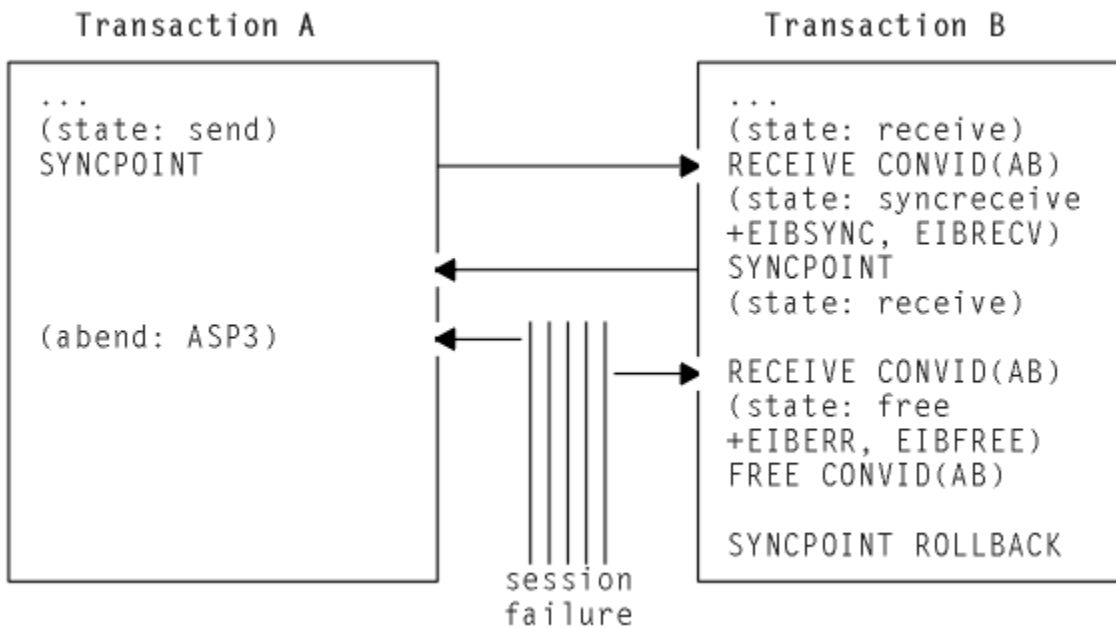 Transaction A
Transaction B
...
(state: send)
SYNCPOINT
(abend: ASP3)
...
(state: receive)
RECEIVE CONVID(AB)
(state: syncreceive
+EIBSYNC, EIBRECV)
SYNCPOINT
(state: receive)
RECEIVE CONVID(AB)
(state: free
+EIBERR, EIBFREE)
FREE CONVID(AB)
SYNCPOINT ROLLBACK
session
failure